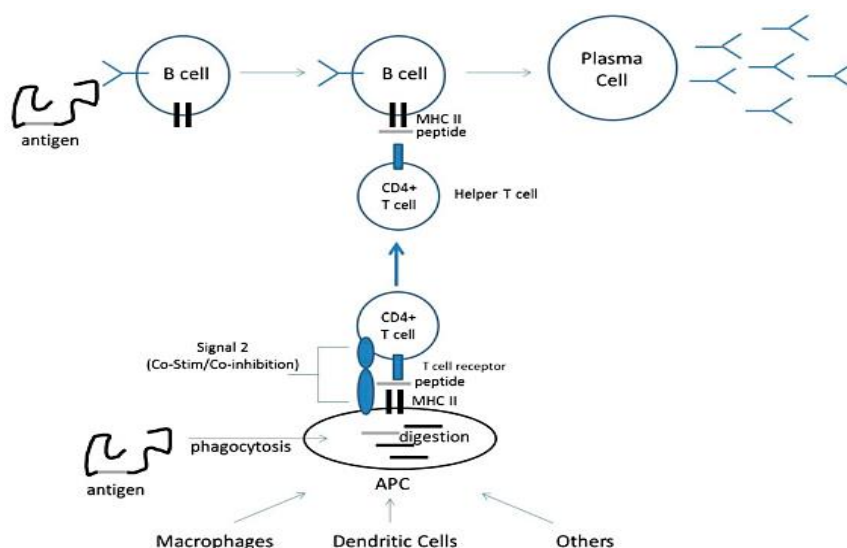 B cell
B cell
Plasma
Cell
antigen
MHC II
peptide
CD4+
T cell
Helper T cell
CD4+
T cell
Signal 2
(Co-Stim/Co-inhibition)
T cell receptor
peptide
MHC II
digestion
phagocytosis
antigen
APC
Macrophages
Dendritic Cells
Others